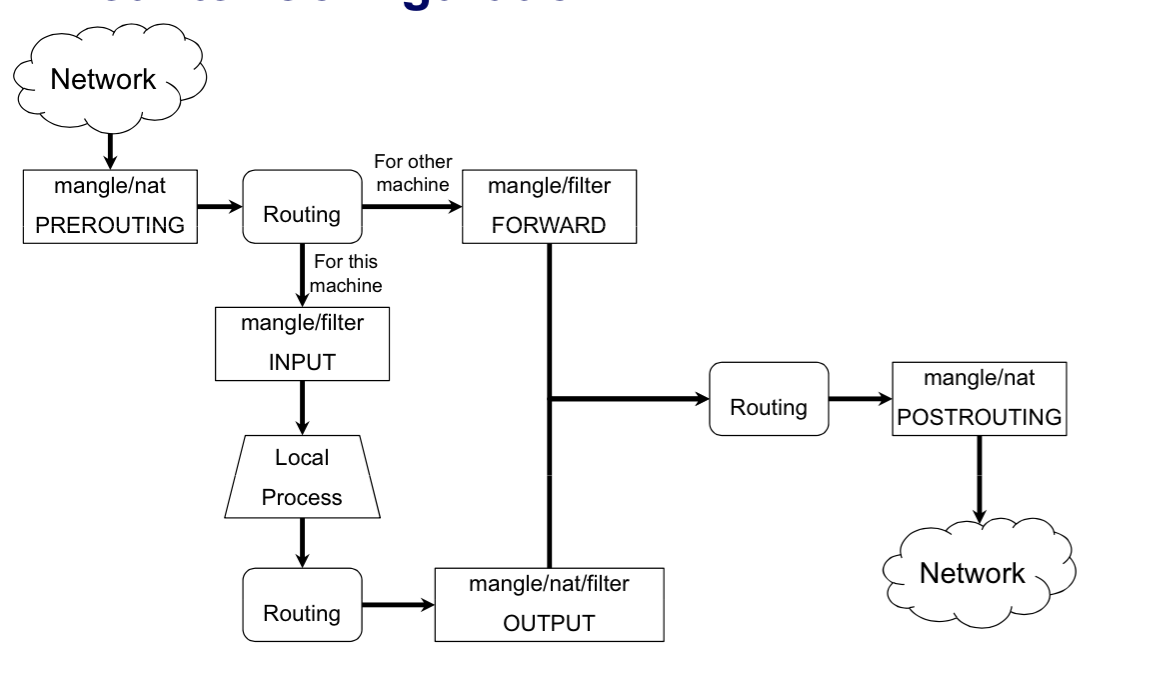 Network
mangle/nat
PREROUTING
Routing
For other
machine
mangle/filter
FORWARD
For this
machine
mangle/filter
INPUT
Local
Process
Routing
mangle/nat/filter
OUTPUT
Routing
mangle/nat
POSTROUTING
Network